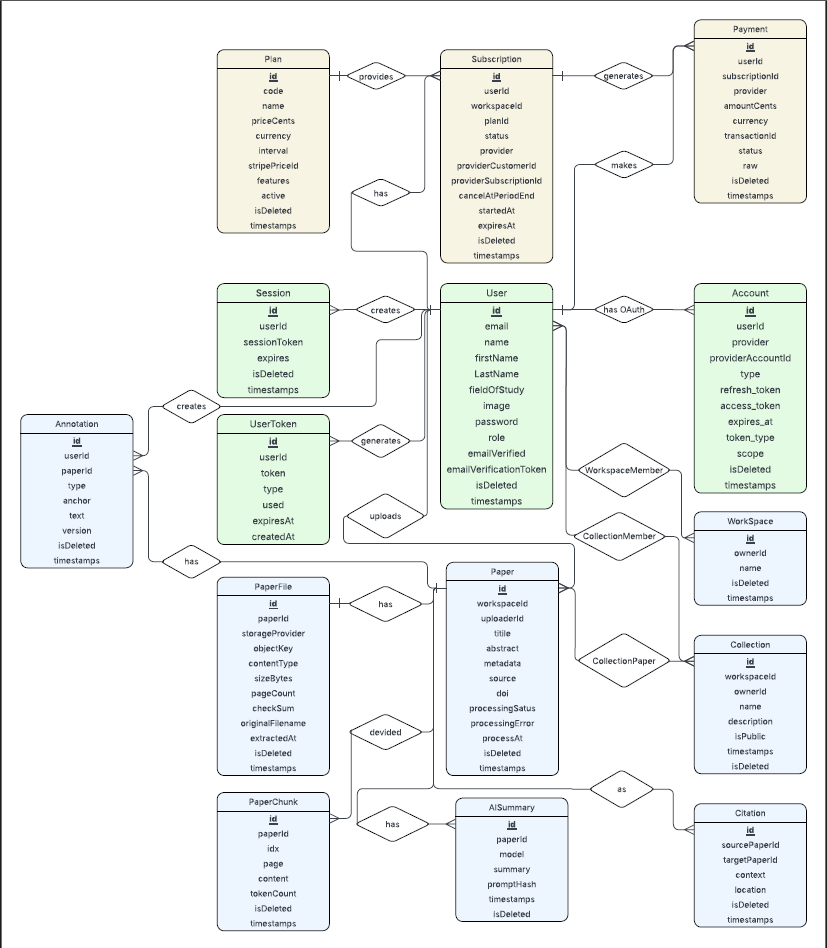 Plan
id
code
name
priceCents
currency
interval
stripePriceId
features
active
isDeleted
timestamps
provides
Subscription
id
userId
workspaceId
planId
status
provider
providerCustomerId
providerSubscriptionId
cancelAtPeriodEnd
startedAt
expiresAt
isDeleted
timestamps
generates
Payment
id
userId
subscriptionId
provider
amountCents
currency
transactionId
status
raw
isDeleted
timestamps
has
makes
Session
id
userId
sessionToken
expires
isDeleted
timestamps
creates
User
id
email
name
firstName
LastName
fieldOfStudy
image
password
role
emailVerified
emailVerificationToken
isDeleted
timestamps
has OAuth
Account
id
userId
provider
providerAccountId
type
refresh_token
access_token
expires_at
token_type
scope
isDeleted
timestamps
creates
Annotation
id
userId
paperId
type
anchor
text
version
isDeleted
timestamps
UserToken
id
userId
token
type
used
expiresAt
createdAt
generates
uploads
WorkspaceMember
CollectionMember
WorkSpace
id
ownerId
name
isDeleted
timestamps
has
PaperFile
id
paperId
storageProvider
objectKey
contentType
sizeBytes
pageCount
checkSum
originalFilename
extractedAt
isDeleted
timestamps
has
Paper
id
workspaceId
uploaderId
titile
abstract
metadata
source
doi
processingSatus
processingError
processAt
isDeleted
timestamps
CollectionPaper
Collection
id
workspaceId
ownerId
name
description
isPublic
timestamps
isDeleted
devided
PaperChunk
id
paperId
idx
page
content
tokenCount
isDeleted
timestamps
has
AISummary
id
paperId
model
summary
promptHash
timestamps
isDeleted
as
Citation
id
sourcePaperId
targetPaperId
context
location
isDeleted
timestamps